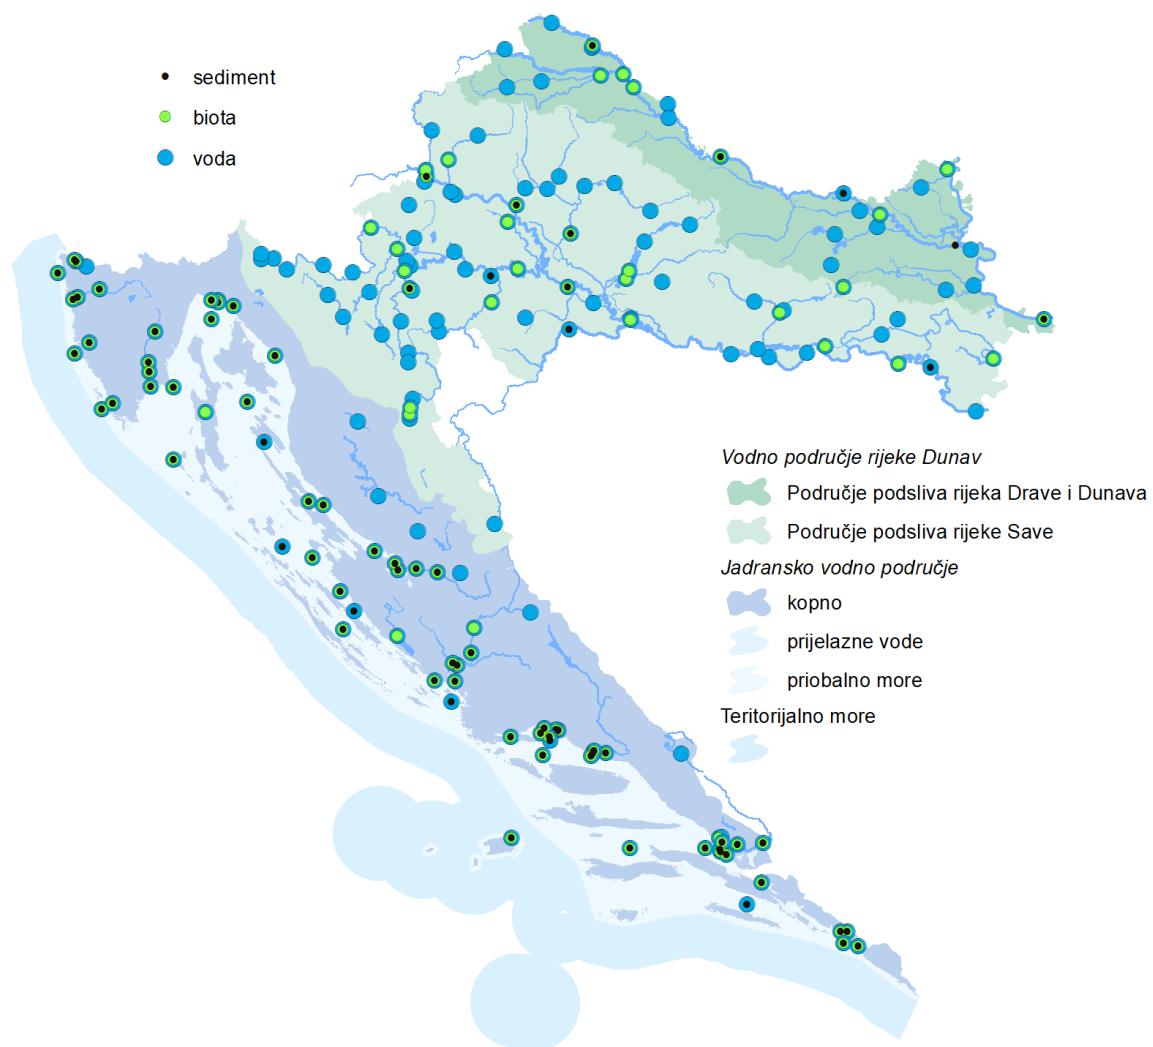 sediment
biota
voda
Vodno područje rijeke Dunav
Područje podsliva rijeka Drave i Dunava
Područje podsliva rijeke Save
Jadransko vodno područje
kopno
prijelazne vode
priobalno more
Teritorijalno more